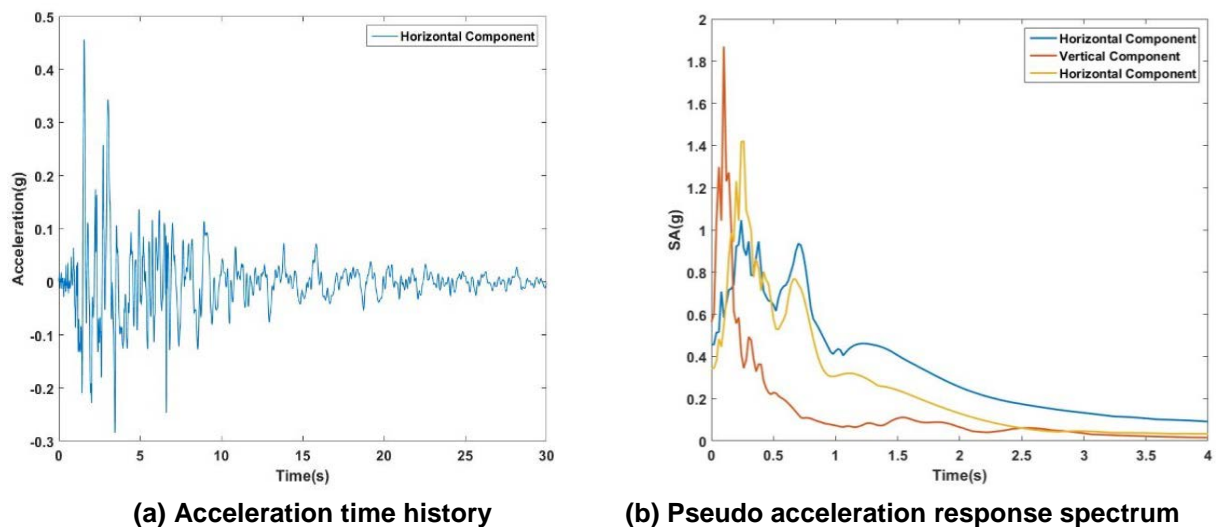 0.5
0.4
0.3
0.2
0.1
0
-0.1
-0.2
-0.3
Acceleration(g)
0 5 10 15 20 25 30
Time(s)
Horizontal Component
(a) Acceleration time history
2
1.8
1.6
1.4
1.2
1
0.8
0.6
0.4
0.2
0
SA(g)
0 0.5 1 1.5 2 2.5 3 3.5 4
Time(s)
Horizontal Component
Vertical Component
Horizontal Component
(b) Pseudo acceleration response spectrum